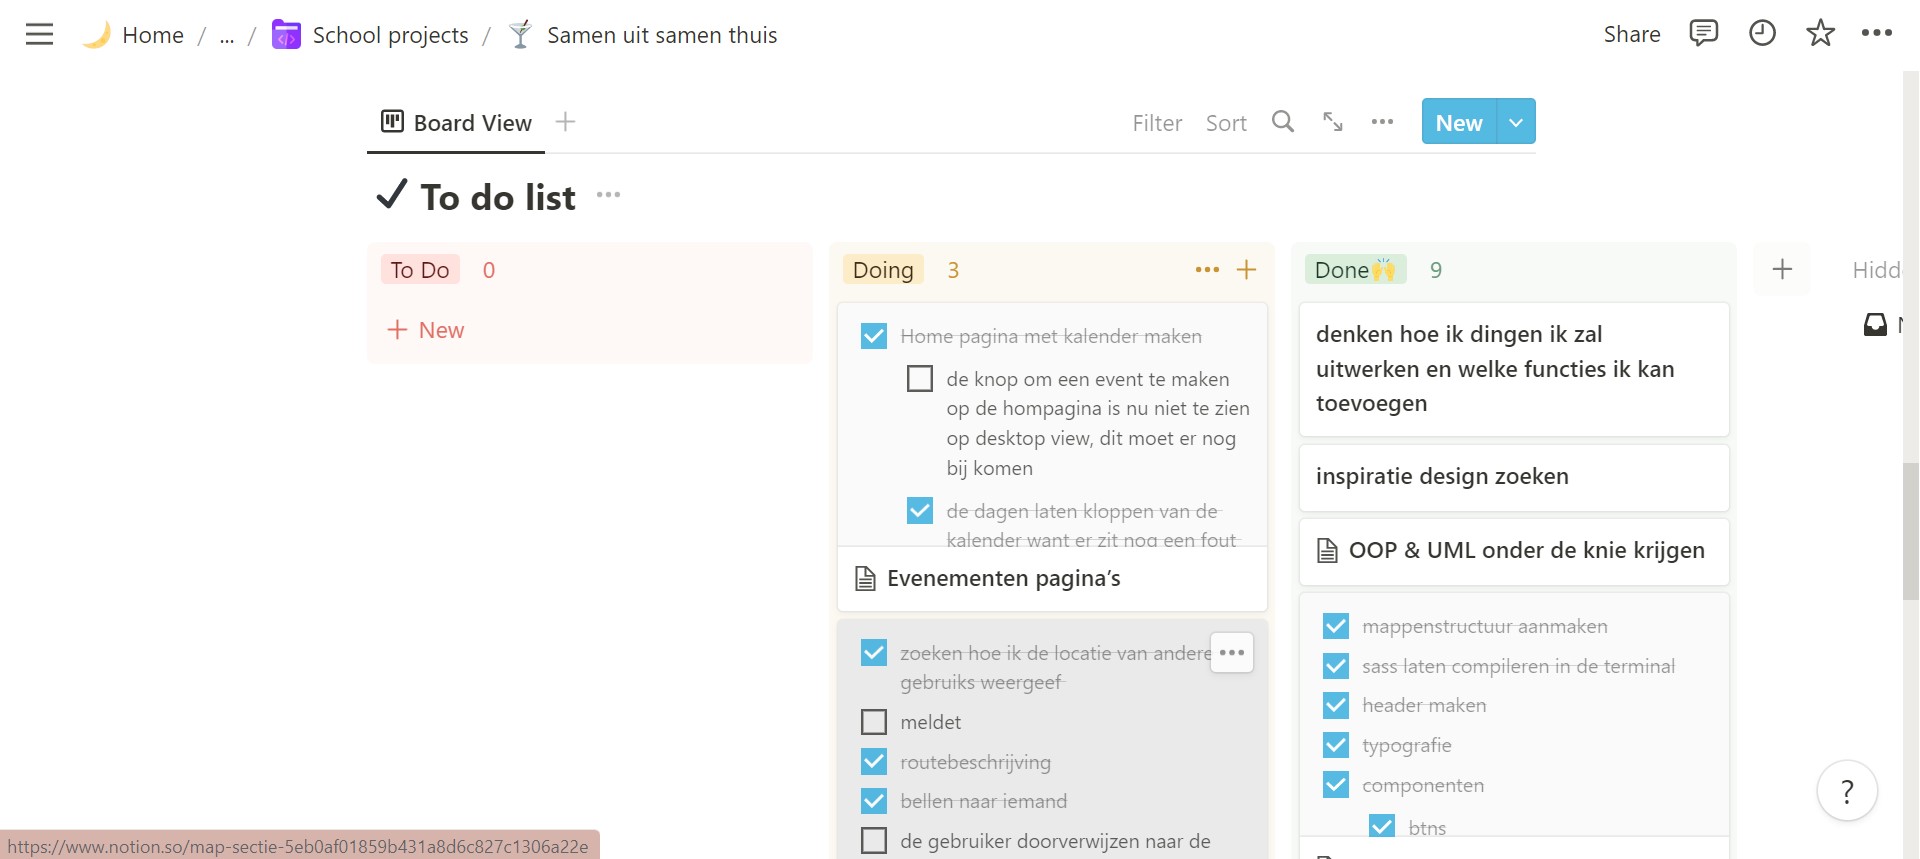 Home / ... / School projects / Samen uit samen thuis
Share
Board View
Filter Sort
New
To do list
To Do 0
New
Doing 3
Home pagina met kalender maken
de knop om een event te maken
op de hompagina is nu niet te zien
op desktop view, dit moet er nog
bij komen
de dagen laten kloppen van de
kalender want er zit nog een fout
Evenementen pagina's
zoeken hoe ik de locatie van andere
gebruiks weergeef
meldet
routebeschrijving
bellen naar iemand
de gebruiker doorverwijzen naar de
Done🙌 9
denken hoe ik dingen ik zal
uitwerken en welke functies ik kan
toevoegen
inspiratie design zoeken
OOP & UML onder de knie krijgen
mappenstructuur aanmaken
sass laten compileren in de terminal
header maken
typografie
componenten
btns
Hidd
?
https://www.notion.so/map-sectie-5eb0af01859b431a8d6c827c1306a22e